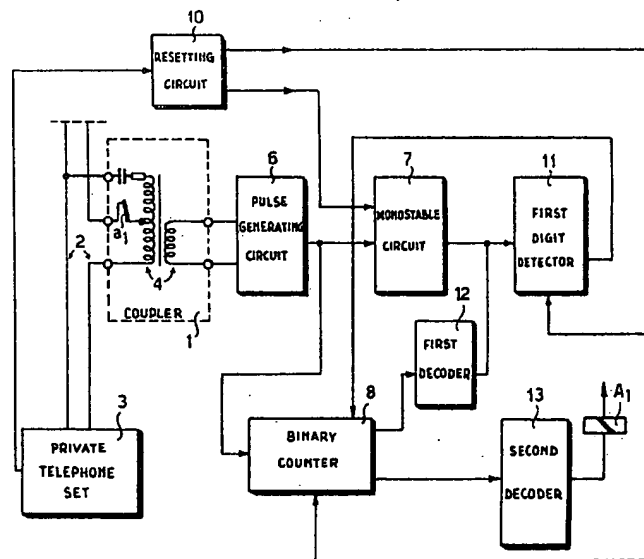 10
RESETTING
CIRCUIT
6
PULSE
GENERATING
CIRCUIT
7
MONOSTABLE
CIRCUIT
11
FIRST
DIGIT
DETECTOR
a1
2
4
COUPLER
1
12
FIRST
DECODER
3
PRIVATE
TELEPHONE
SET
8
BINARY
COUNTER
13
SECOND
DECODER
A1